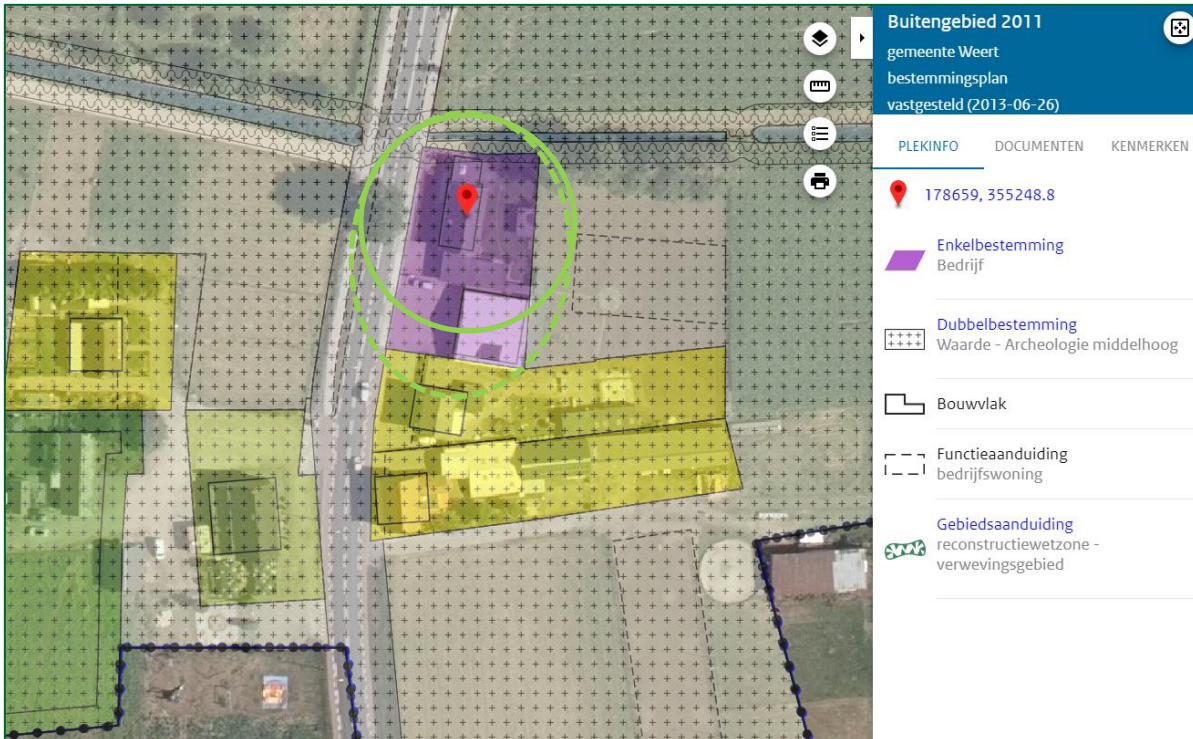 Buitengebied 2011
gemeente Weert
bestemmingsplan
vastgesteld (2013-06-26)
PLEKINFO DOCUMENTEN KENMERKEN
178659, 355248.8
Enkelbestemming
Bedrijf
Dubbelbestemming
Waarde - Archeologie middelhoog
Bouwvlak
Functieaanduiding
bedrijfswoning
Gebiedsaanduiding
reconstructiewetzone -
verwevingsgebied